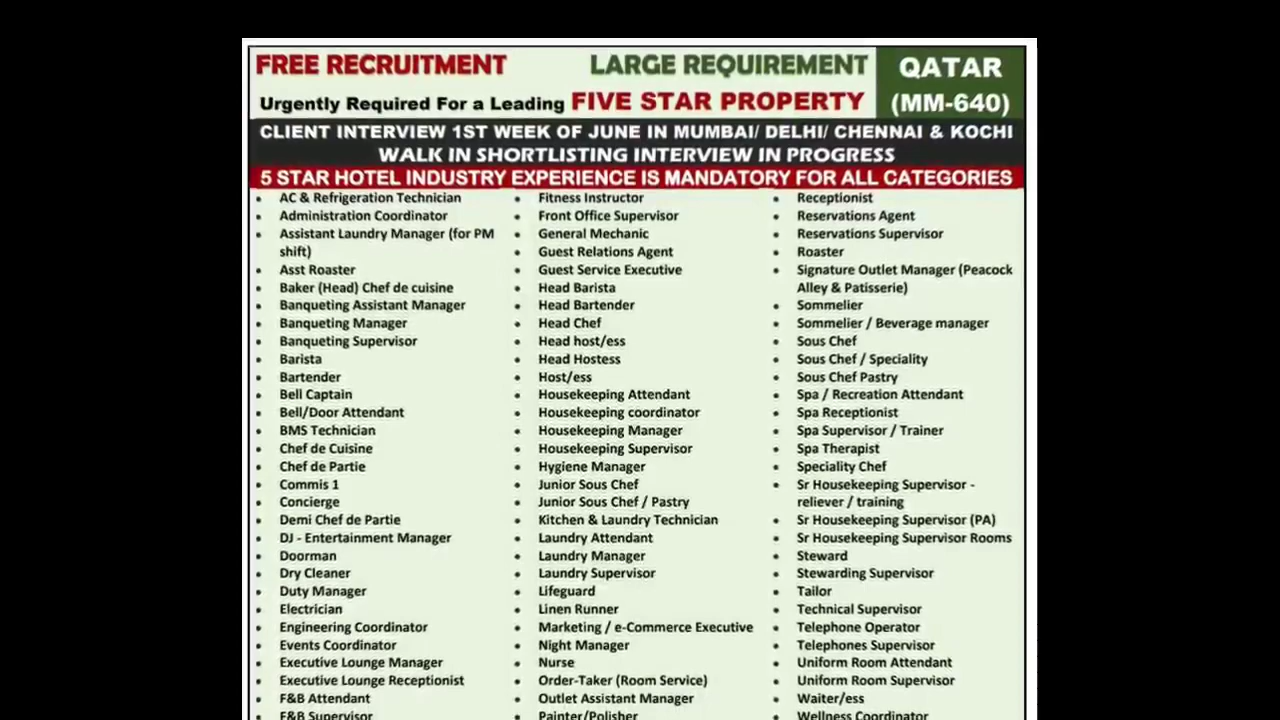 FREE RECRUITMENT LARGE REQUIREMENT
Urgently Required For a Leading FIVE STAR PROPERTY
QATAR
(MM-640)
CLIENT INTERVIEW 1ST WEEK OF JUNE IN MUMBAI/ DELHI/ CHENNAI & KOCHI
WALK IN SHORTLISTING INTERVIEW IN PROGRESS
5 STAR HOTEL INDUSTRY EXPERIENCE IS MANDATORY FOR ALL CATEGORIES
• AC & Refrigeration Technician
• Administration Coordinator
• Assistant Laundry Manager (for PM
shift)
• Asst Roaster
• Baker (Head) Chef de cuisine
• Banqueting Assistant Manager
• Banqueting Manager
• Banqueting Supervisor
• Barista
• Bartender
• Bell Captain
• Bell/Door Attendant
• BMS Technician
• Chef de Cuisine
• Chef de Partie
• Commis 1
• Concierge
• Demi Chef de Partie
• DJ - Entertainment Manager
• Doorman
• Dry Cleaner
• Duty Manager
• Electrician
• Engineering Coordinator
• Events Coordinator
• Executive Lounge Manager
• Executive Lounge Receptionist
• F&B Attendant
• F&B Supervisor
• Fitness Instructor
• Front Office Supervisor
• General Mechanic
• Guest Relations Agent
• Guest Service Executive
• Head Barista
• Head Bartender
• Head Chef
• Head host/ess
• Head Hostess
• Host/ess
• Housekeeping Attendant
• Housekeeping coordinator
• Housekeeping Manager
• Housekeeping Supervisor
• Hygiene Manager
• Junior Sous Chef
• Junior Sous Chef / Pastry
• Kitchen & Laundry Technician
• Laundry Attendant
• Laundry Manager
• Laundry Supervisor
• Lifeguard
• Linen Runner
• Marketing / e-Commerce Executive
• Night Manager
• Nurse
• Order-Taker (Room Service)
• Outlet Assistant Manager
• Painter/Polisher
• Receptionist
• Reservations Agent
• Reservations Supervisor
• Roaster
• Signature Outlet Manager (Peacock
Alley & Patisserie)
• Sommelier
• Sommelier / Beverage manager
• Sous Chef
• Sous Chef / Speciality
• Sous Chef Pastry
• Spa / Recreation Attendant
• Spa Receptionist
• Spa Supervisor / Trainer
• Spa Therapist
• Speciality Chef
• Sr Housekeeping Supervisor -
reliever / training
• Sr Housekeeping Supervisor (PA)
• Sr Housekeeping Supervisor Rooms
• Steward
• Stewarding Supervisor
• Tailor
• Technical Supervisor
• Telephone Operator
• Telephones Supervisor
• Uniform Room Attendant
• Uniform Room Supervisor
• Waiter/ess
• Wellness Coordinator